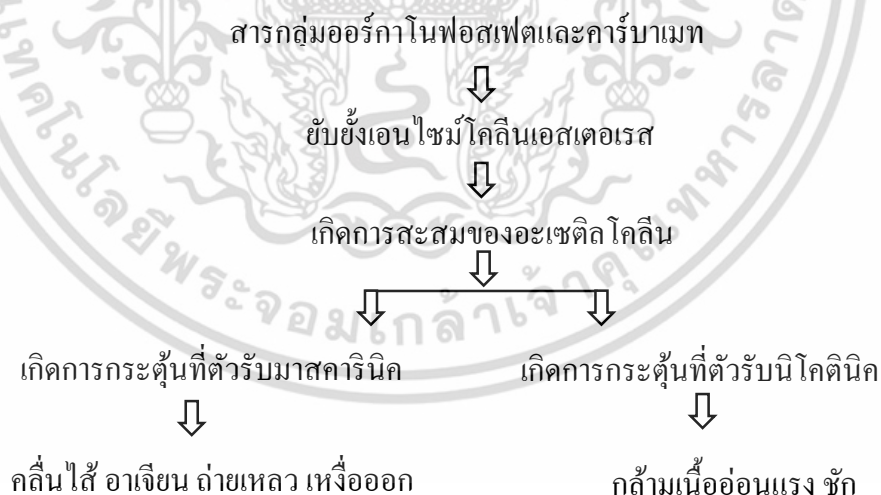 สารกลุ่มออร์กาโนฟอสเฟตและคาร์บาเมท
ยับยั้งเอนไซม์โคลีนเอสเตอเรส
เกิดการสะสมของอะเซติลโคลีน
เกิดการกระตุ้นที่ตัวรับมาสคารินิค
เกิดการกระตุ้นที่ตัวรับนิโคตินิค
คลื่นไส้ อาเจียน ถ่ายเหลว เหงื่อออก
กล้ามเนื้ออ่อนแรง ชัก